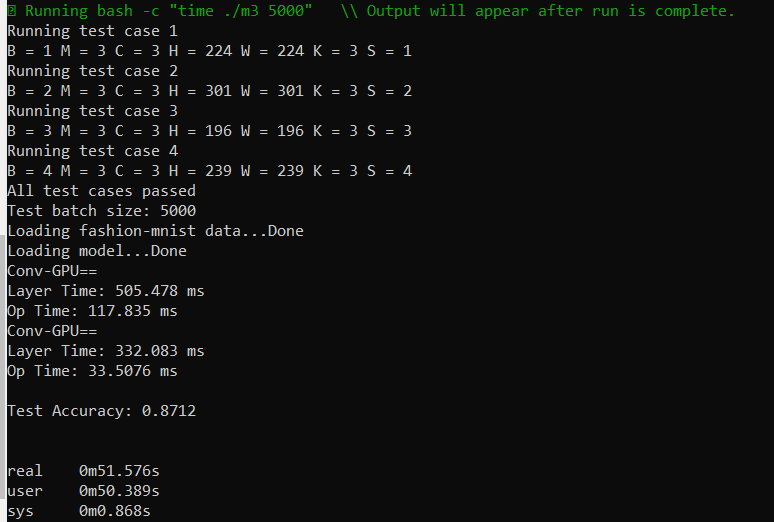 Running bash -c "time ./m3 5000"   \\ Output will appear after run is complete.
Running test case 1
B = 1 M = 3 C = 3 H = 224 W = 224 K = 3 S = 1
Running test case 2
B = 2 M = 3 C = 3 H = 301 W = 301 K = 3 S = 2
Running test case 3
B = 3 M = 3 C = 3 H = 196 W = 196 K = 3 S = 3
Running test case 4
B = 4 M = 3 C = 3 H = 239 W = 239 K = 3 S = 4
All test cases passed
Test batch size: 5000
Loading fashion-mnist data...Done
Loading model...Done
Conv-GPU==
Layer Time: 505.478 ms
Op Time: 117.835 ms
Conv-GPU==
Layer Time: 332.083 ms
Op Time: 33.5076 ms
Test Accuracy: 0.8712
real    0m51.576s
user    0m50.389s
sys     0m0.868s